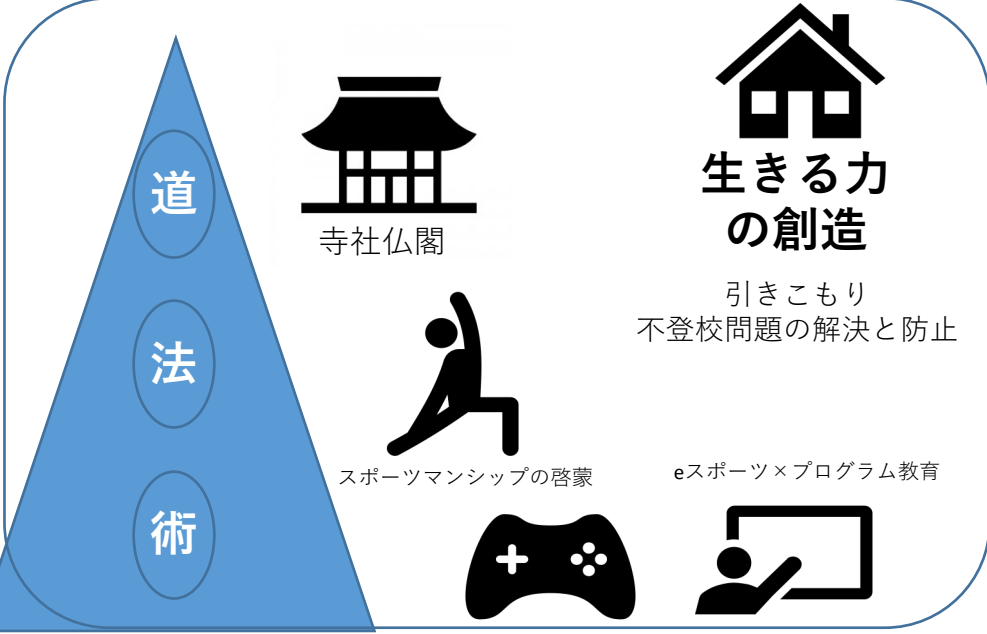 道
法
術
寺社仏閣
生きる力
の創造
引きこもり
不登校問題の解決と防止
スポーツマンシップの啓蒙
eスポーツ×プログラム教育